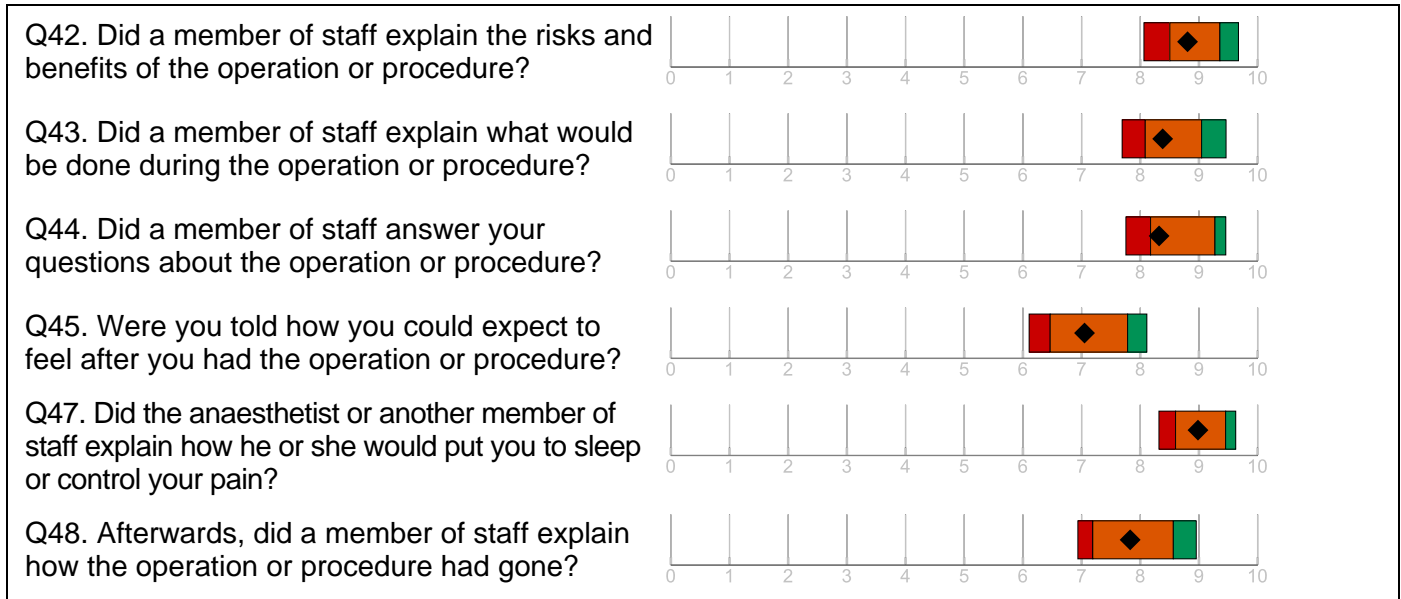 Q42. Did a member of staff explain the risks and
benefits of the operation or procedure?
0 1 2 3 4 5 6 7 8 9 10
Q43. Did a member of staff explain what would
be done during the operation or procedure?
0 1 2 3 4 5 6 7 8 9 10
Q44. Did a member of staff answer your
questions about the operation or procedure?
0 1 2 3 4 5 6 7 8 9 10
Q45. Were you told how you could expect to
feel after you had the operation or procedure?
0 1 2 3 4 5 6 7 8 9 10
Q47. Did the anaesthetist or another member of
staff explain how he or she would put you to sleep
or control your pain?
0 1 2 3 4 5 6 7 8 9 10
Q48. Afterwards, did a member of staff explain
how the operation or procedure had gone?
0 1 2 3 4 5 6 7 8 9 10